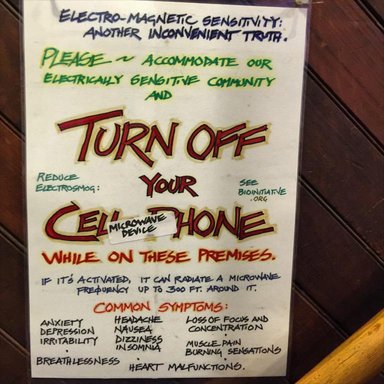 ELECTRO-MAGNETIC SENSITIVITY:
ANOTHER INCONVENIENT TRUTH.
PLEASE ~ ACCOMMODATE OUR
ELECTRICALLY SENSITIVE COMMUNITY
AND
TURN OFF
YOUR
REDUCE
ELECTROSMOG:
SEE
BIOINITIATIVE
.ORG
CELL PHONE
MICROWAVE
DEVICE
WHILE ON THESE PREMISES.
IF IT'S ACTIVATED, IT CAN RADIATE A MICROWAVE
FREQUENCY UP TO 300 FT. AROUND IT.
COMMON SYMPTOMS:
ANXIETY
DEPRESSION
IRRITABILITY
HEADACHE
NAUSEA
DIZZINESS
INSOMNIA
LOSS OF FOCUS AND
CONCENTRATION
MUSCLE PAIN
BURNING SENSATIONS
BREATHLESSNESS
HEART MALFUNCTIONS.